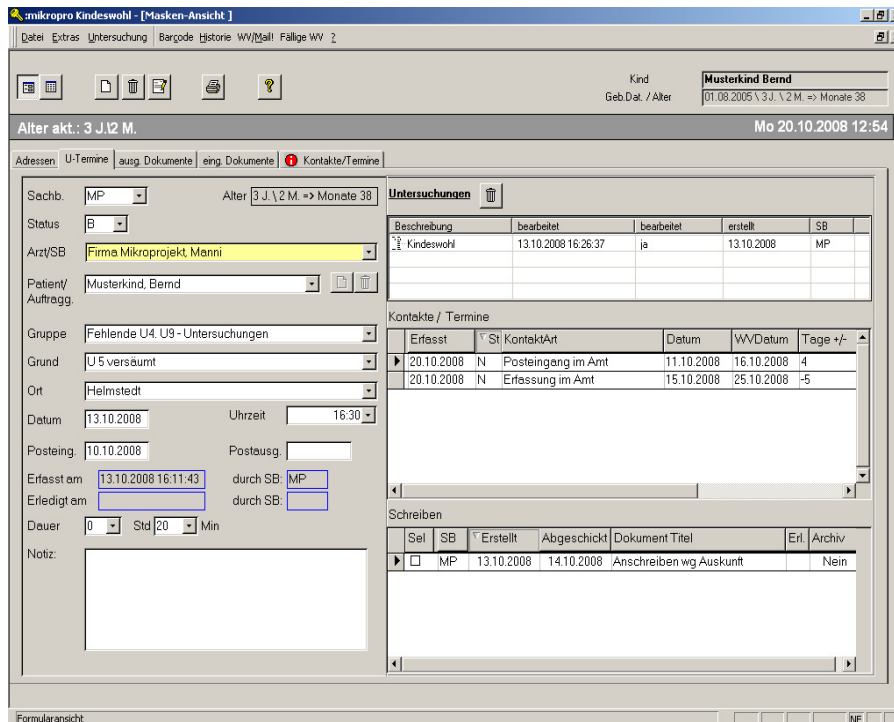 :mikropro Kindeswohl - [Masken-Ansicht ]
Datei Extras Untersuchung Barcode Historie WV/Mail! Fällige WV ?
Kind Musterkind Bernd
Geb.Dat. / Alter 01.08.2005 \ 3 J. \ 2 M. => Monate 38
Alter akt.: 3 J.\2 M. Mo 20.10.2008 12:54
Adressen U-Termine ausg. Dokumente eing. Dokumente Kontakte/Termine
Sachb. MP Alter 3 J. \ 2 M. => Monate 38
Status B
Arzt/SB Firma Mikroprojekt, Manni
Patient/
Auftragg. Musterkind, Bernd
Gruppe Fehlende U4. U9 - Untersuchungen
Grund U 5 versäumt
Ort Helmstedt
Datum 13.10.2008 Uhrzeit 16:30
Posteing. 10.10.2008 Postausg.
Erfasst am 13.10.2008 16:11:43 durch SB: MP
Erledigt am durch SB:
Dauer 0 Std 20 Min
Notiz:
Untersuchungen
Beschreibung bearbeitet bearbeitet erstellt SB
Kindeswohl 13.10.2008 16:26:37 ja 13.10.2008 MP
Kontakte / Termine
Erfasst St KontaktArt Datum WVDatum Tage +/-
20.10.2008 N Posteingang im Amt 11.10.2008 16.10.2008 4
20.10.2008 N Erfassung im Amt 15.10.2008 25.10.2008 -5
Schreiben
Sel SB Erstellt Abgeschickt Dokument Titel Erl. Archiv
MP 13.10.2008 14.10.2008 Anschreiben wg Auskunft Nein
Formularansicht NF